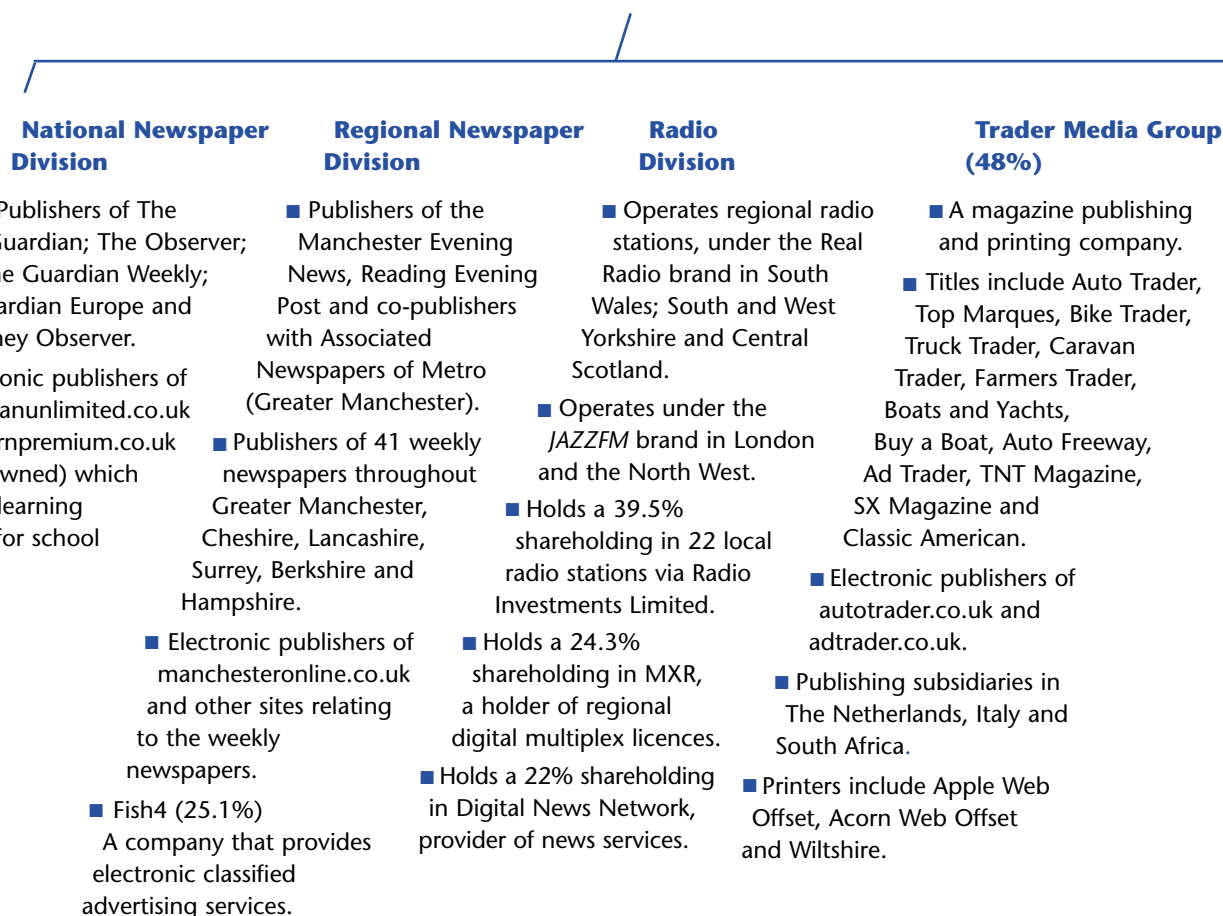 National Newspaper
Division
Publishers of The
Guardian; The Observer;
Guardian Weekly;
Europe and
Observer.
publishers of
which
learning
for school
Regional Newspaper
Division
■ Publishers of the
Manchester Evening
News, Reading Evening
Post and co-publishers
with Associated
Newspapers of Metro
(Greater Manchester).
■ Publishers of 41 weekly
newspapers throughout
Greater Manchester,
Cheshire, Lancashire,
Surrey, Berkshire and
Hampshire.
■ Electronic publishers of
manchesteronline.co.uk
and other sites relating
to the weekly
newspapers.
■ Fish4 (25.1%)
A company that provides
electronic classified
advertising services.
Radio
Division
■ Operates regional radio
stations, under the Real
Radio brand in South
Wales; South and West
Yorkshire and Central
Scotland.
■ Operates under the
JAZZFM brand in London
and the North West.
■ Holds a 39.5%
shareholding in 22 local
radio stations via Radio
Investments Limited.
■ Holds a 24.3%
shareholding in MXR,
a holder of regional
digital multiplex licences.
■ Holds a 22% shareholding
in Digital News Network,
provider of news services.
Trader Media Group
(48%)
■ A magazine publishing
and printing company.
■ Titles include Auto Trader,
Top Marques, Bike Trader,
Truck Trader, Caravan
Trader, Farmers Trader,
Boats and Yachts,
Buy a Boat, Auto Freeway,
Ad Trader, TNT Magazine,
SX Magazine and
Classic American.
■ Electronic publishers of
autotrader.co.uk and
adtrader.co.uk.
■ Publishing subsidiaries in
The Netherlands, Italy and
South Africa.
■ Printers include Apple Web
Offset, Acorn Web Offset
and Wiltshire.